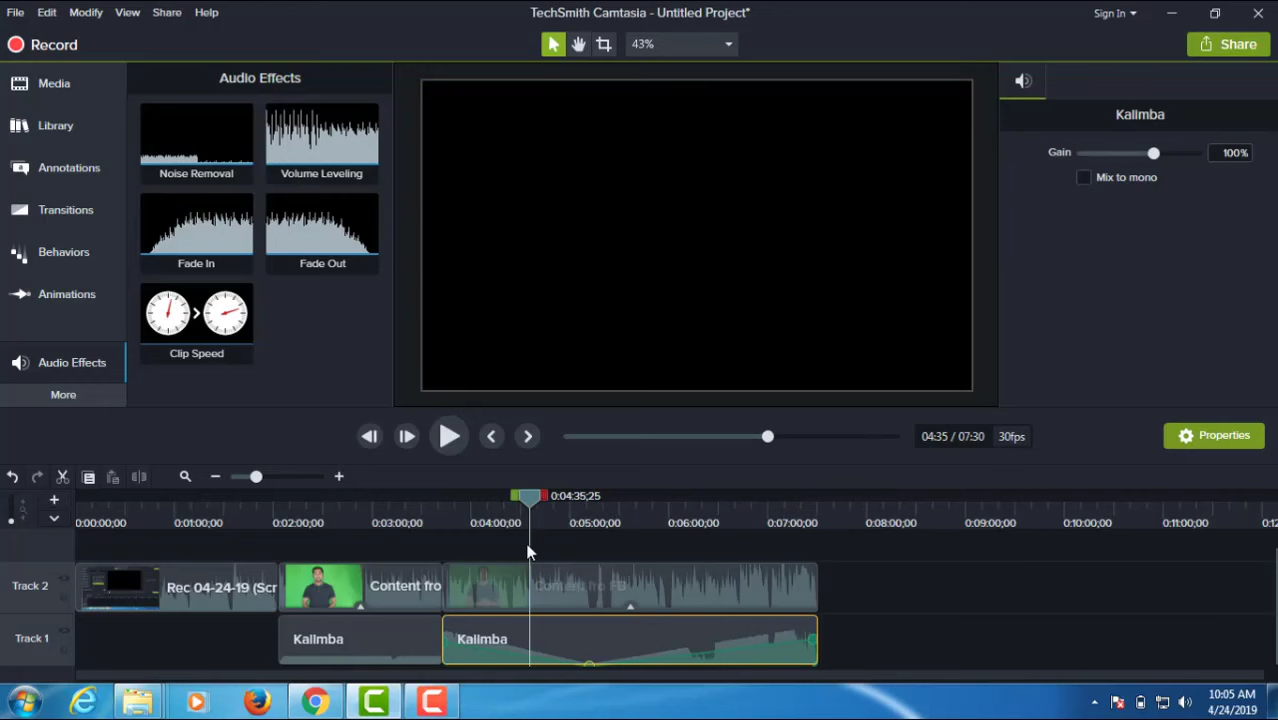 File Edit Modify View Share Help
TechSmith Camtasia - Untitled Project*
Sign In
Record
43%
Share
Media
Library
Annotations
Transitions
Behaviors
Animations
Audio Effects
More
Audio Effects
Noise Removal
Volume Leveling
Fade In
Fade Out
Clip Speed
Kalimba
Gain
100%
Mix to mono
04:35 / 07:30 30fps
Properties
0:04:35;25
0:00:00;00 0:01:00;00 0:02:00;00 0:03:00;00 0:04:00;00 0:05:00;00 0:06:00;00 0:07:00;00 0:08:00;00 0:09:00;00 0:10:00;00 0:11:00;00
Track 2
Rec 04-24-19 (Scr
Content fro
Content fro FB
Track 1
Kalimba
Kalimba
10:05 AM
4/24/2019